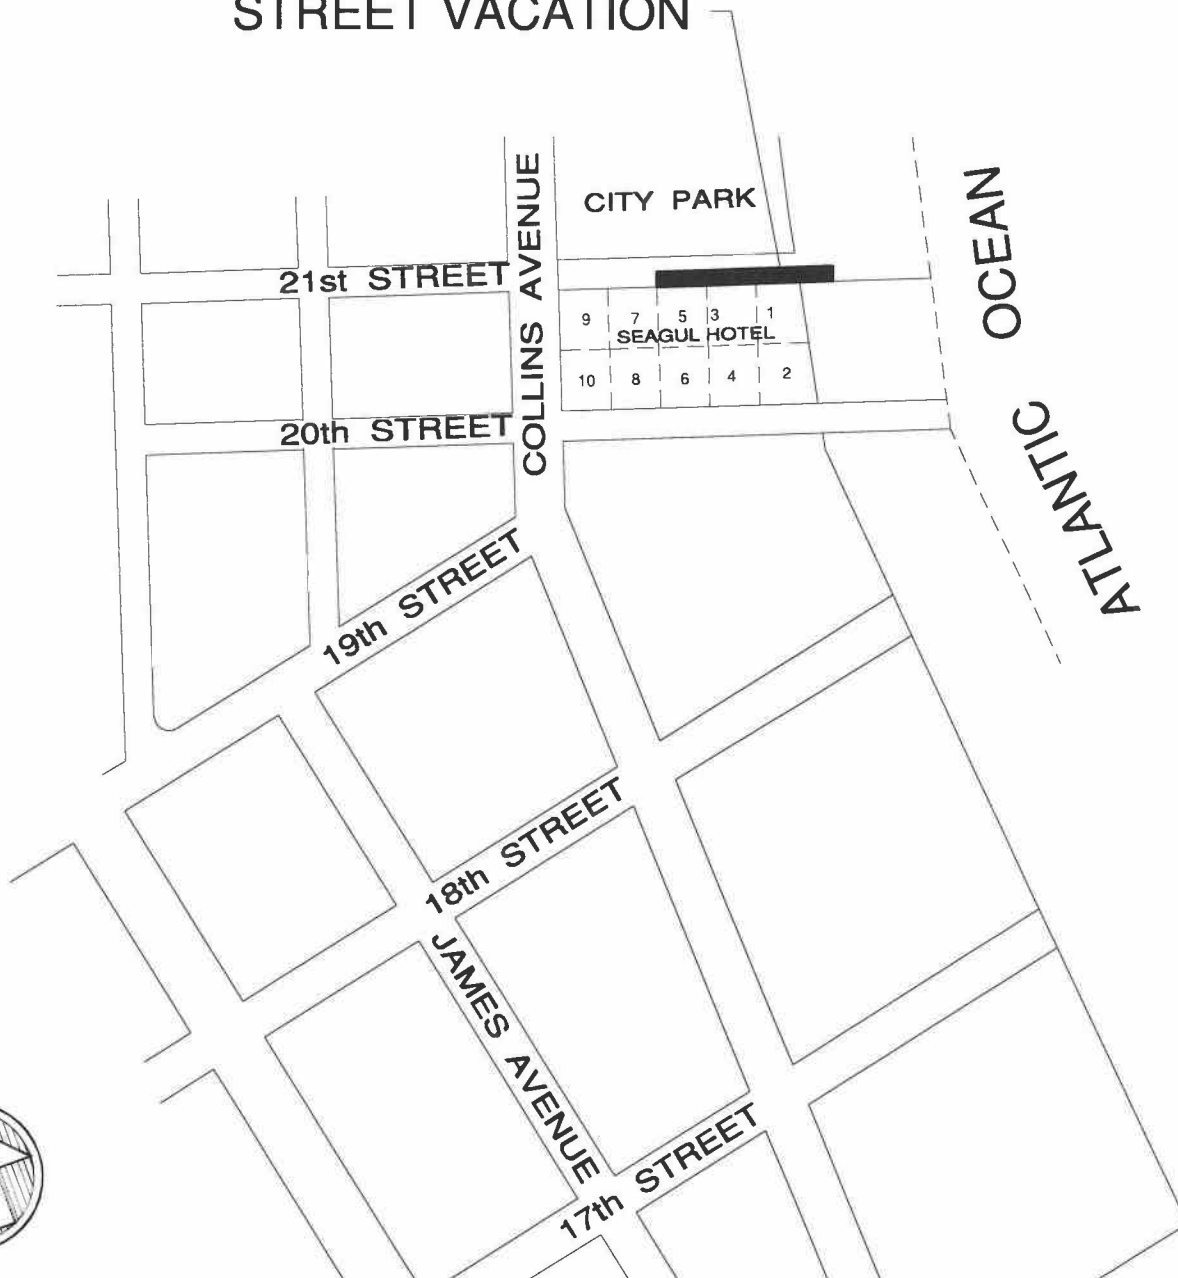 STREET VACATION
CITY PARK
COLLINS AVENUE
OCEAN
ATLANTIC
21st STREET
9 7 5 3 1
SEAGUL HOTEL
10 8 6 4 2
20th STREET
19th STREET
18th STREET
JAMES AVENUE
17th STREET